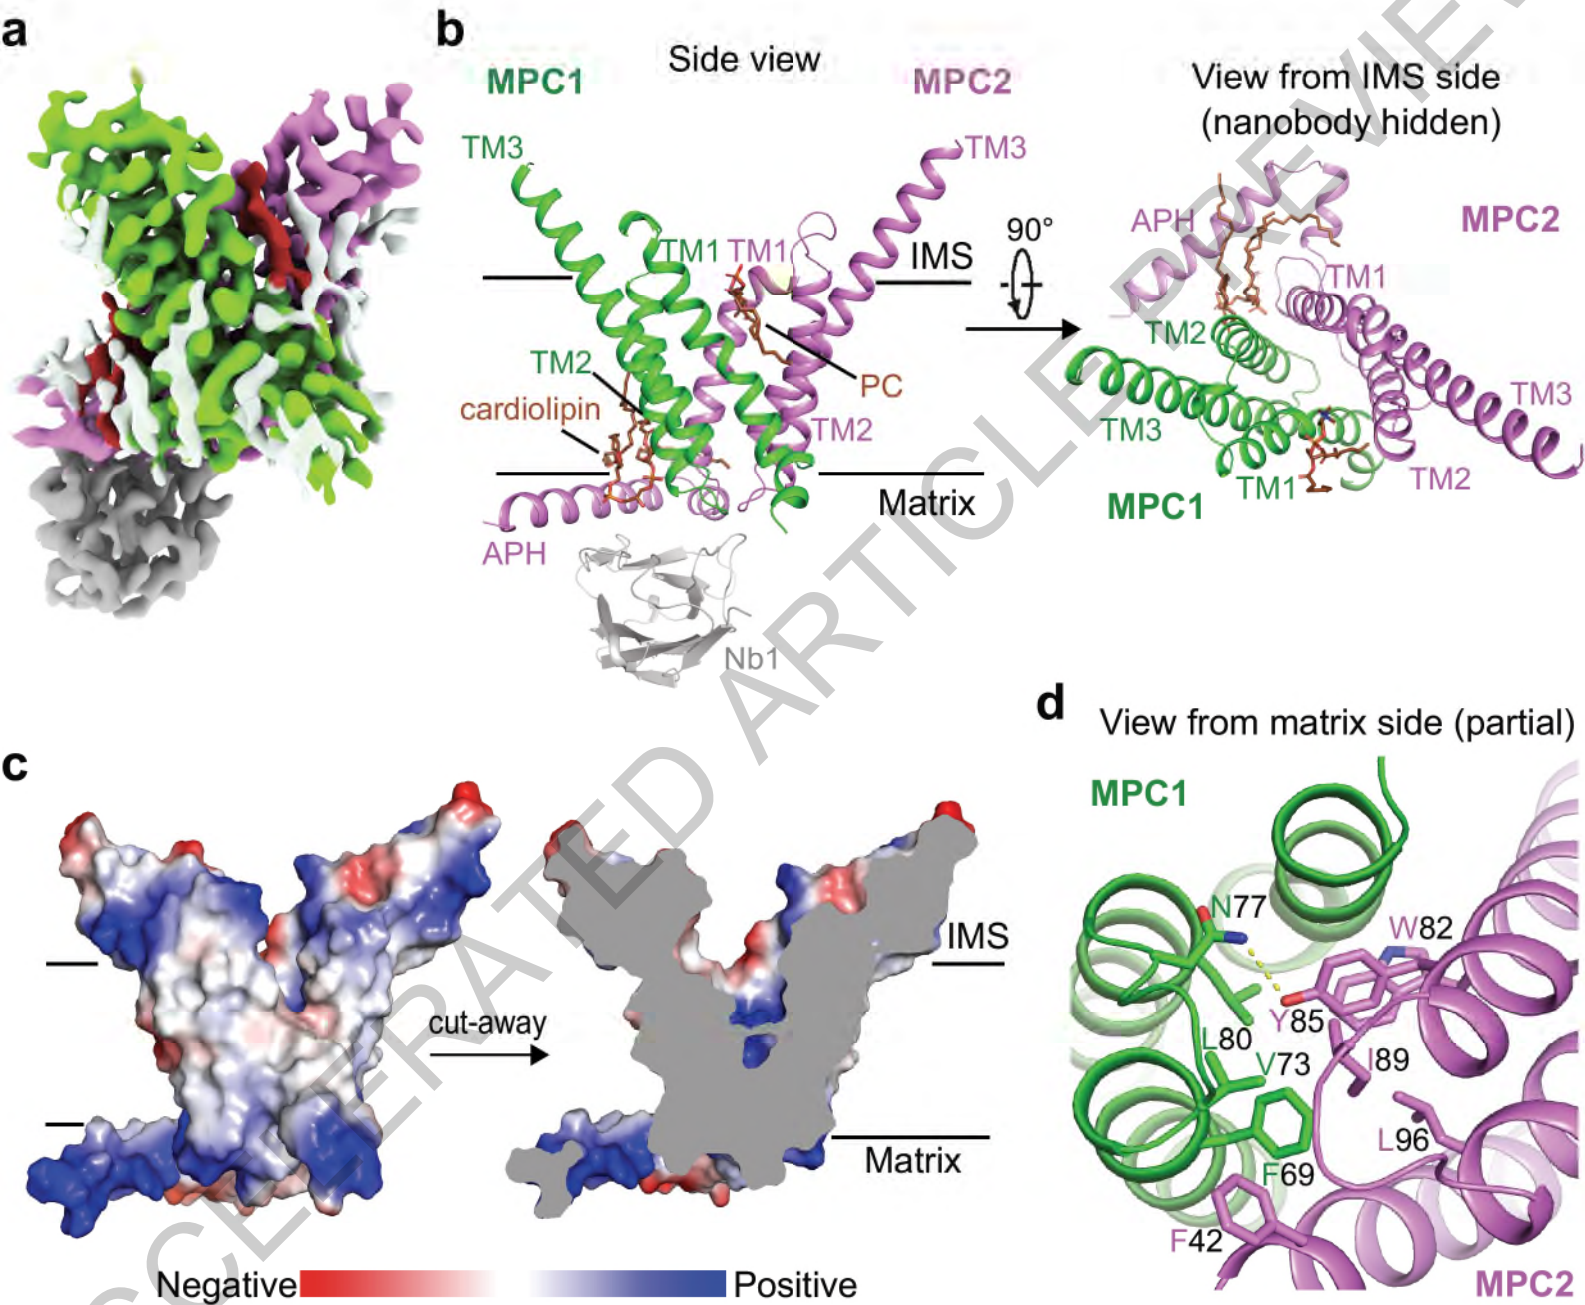 a
b
Side view
MPC1
MPC2
TM3
TM3
TM1
TM1
IMS
TM2
cardiolipin
PC
TM2
Matrix
APH
Nb1
90°
View from IMS side
(nanobody hidden)
APH
MPC2
TM1
TM2
TM3
TM3
TM1
TM2
MPC1
c
cut-away
IMS
Matrix
Negative
Positive
d
View from matrix side (partial)
MPC1
N77
W82
Y85
L80
V73
I89
L96
F69
F42
MPC2
ARTICLE PREVIEW